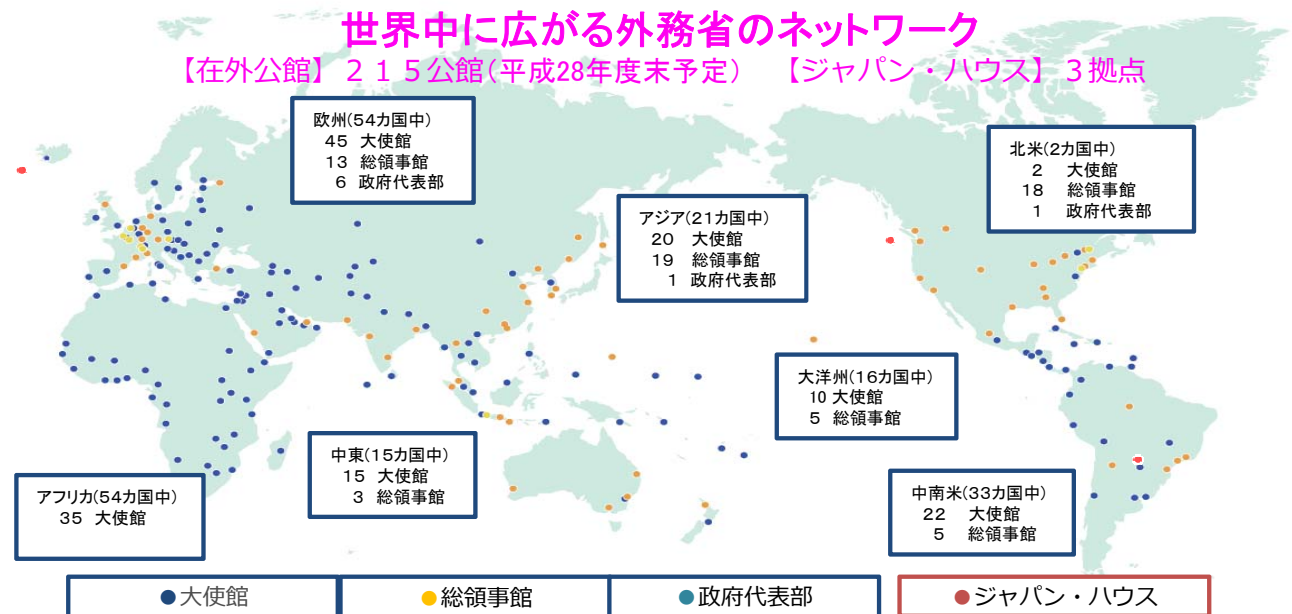 世界中に広がる外務省のネットワーク
【在外公館】２１５公館(平成28年度末予定)　【ジャパン・ハウス】３拠点
欧州(54カ国中)
45 大使館
13 総領事館
6 政府代表部
北米(2カ国中)
2 大使館
18 総領事館
1 政府代表部
アジア(21カ国中)
20 大使館
19 総領事館
1 政府代表部
大洋州(16カ国中)
10 大使館
5 総領事館
中東(15カ国中)
15 大使館
3 総領事館
アフリカ(54カ国中)
35 大使館
中南米(33カ国中)
22 大使館
5 総領事館
●大使館
●総領事館
●政府代表部
●ジャパン・ハウス